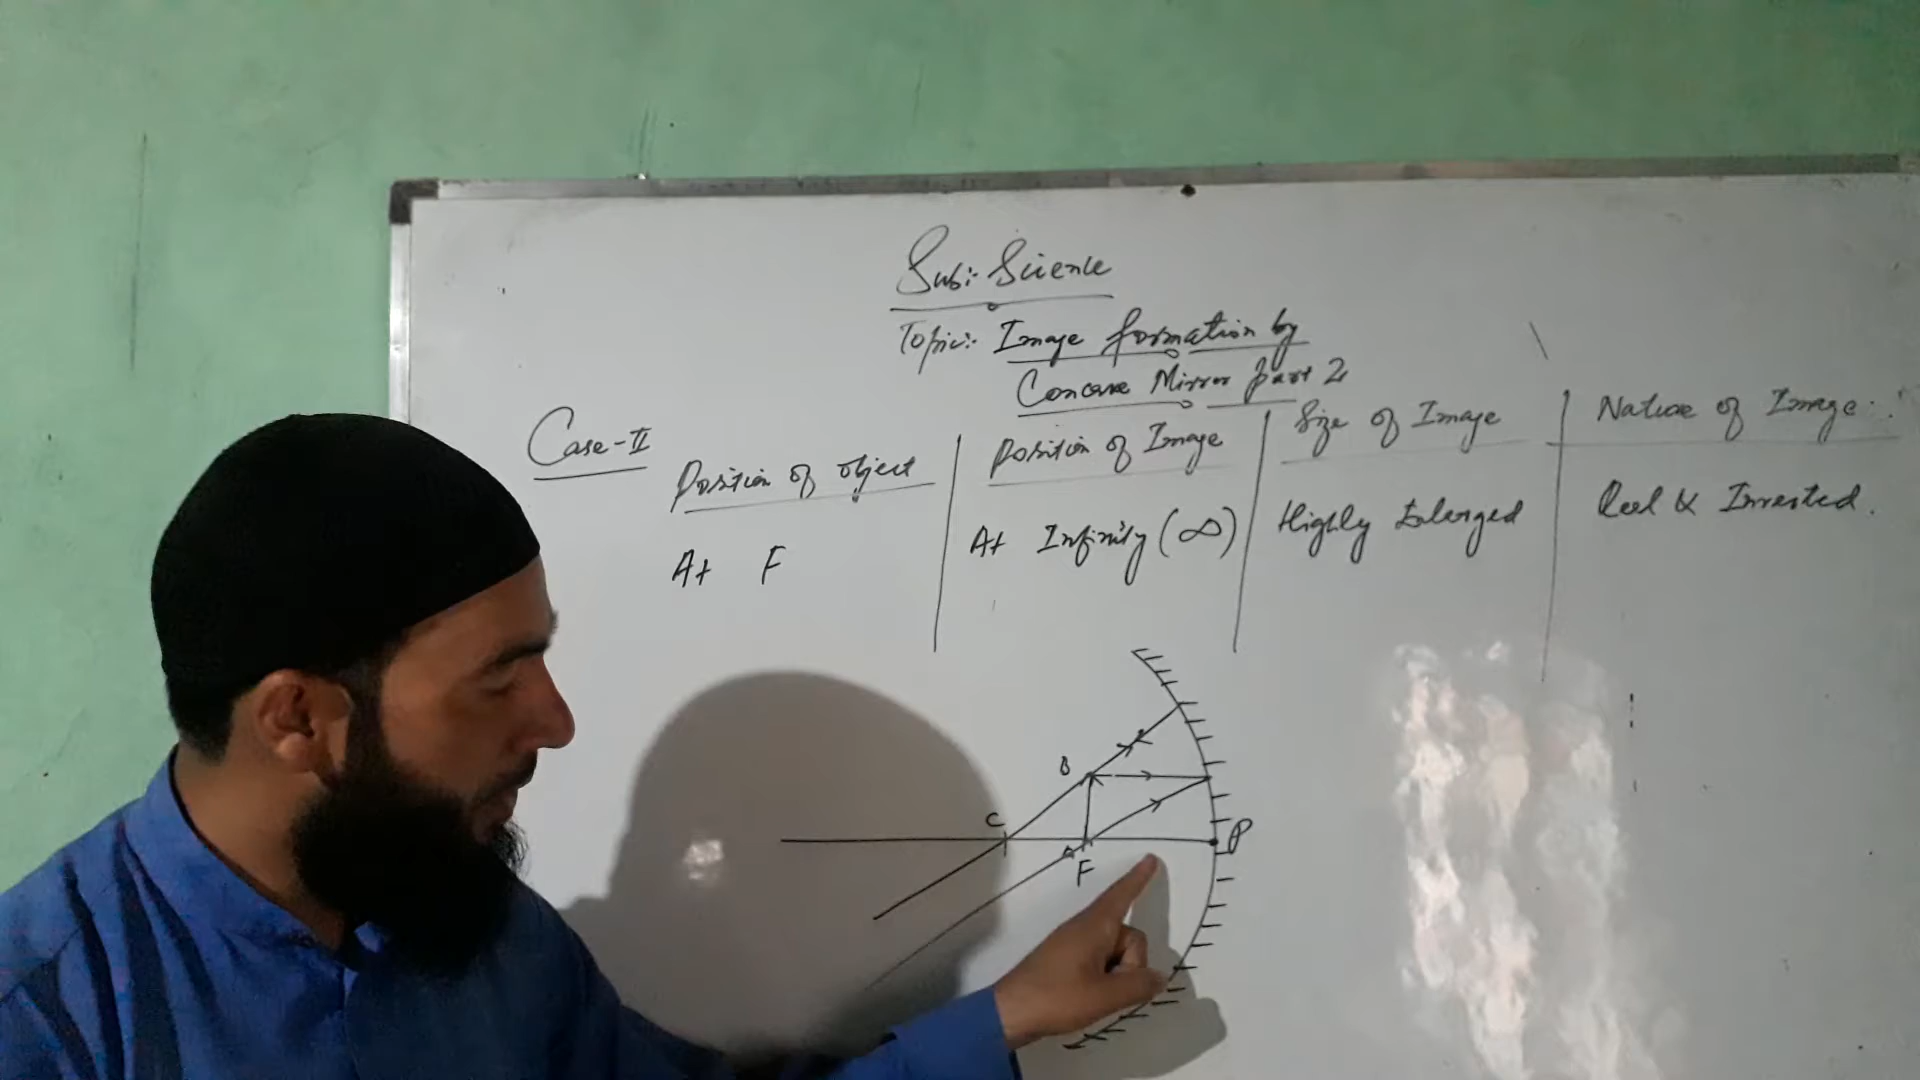 Sub:- Science
Topic:- Image formation by
Concave Mirror part 2
Case-II
Position of object
Position of Image
Size of Image
Nature of Image:
At F
At Infinity (∞)
Highly Enlarged
Real & Inverted.
B
C
A
F
P